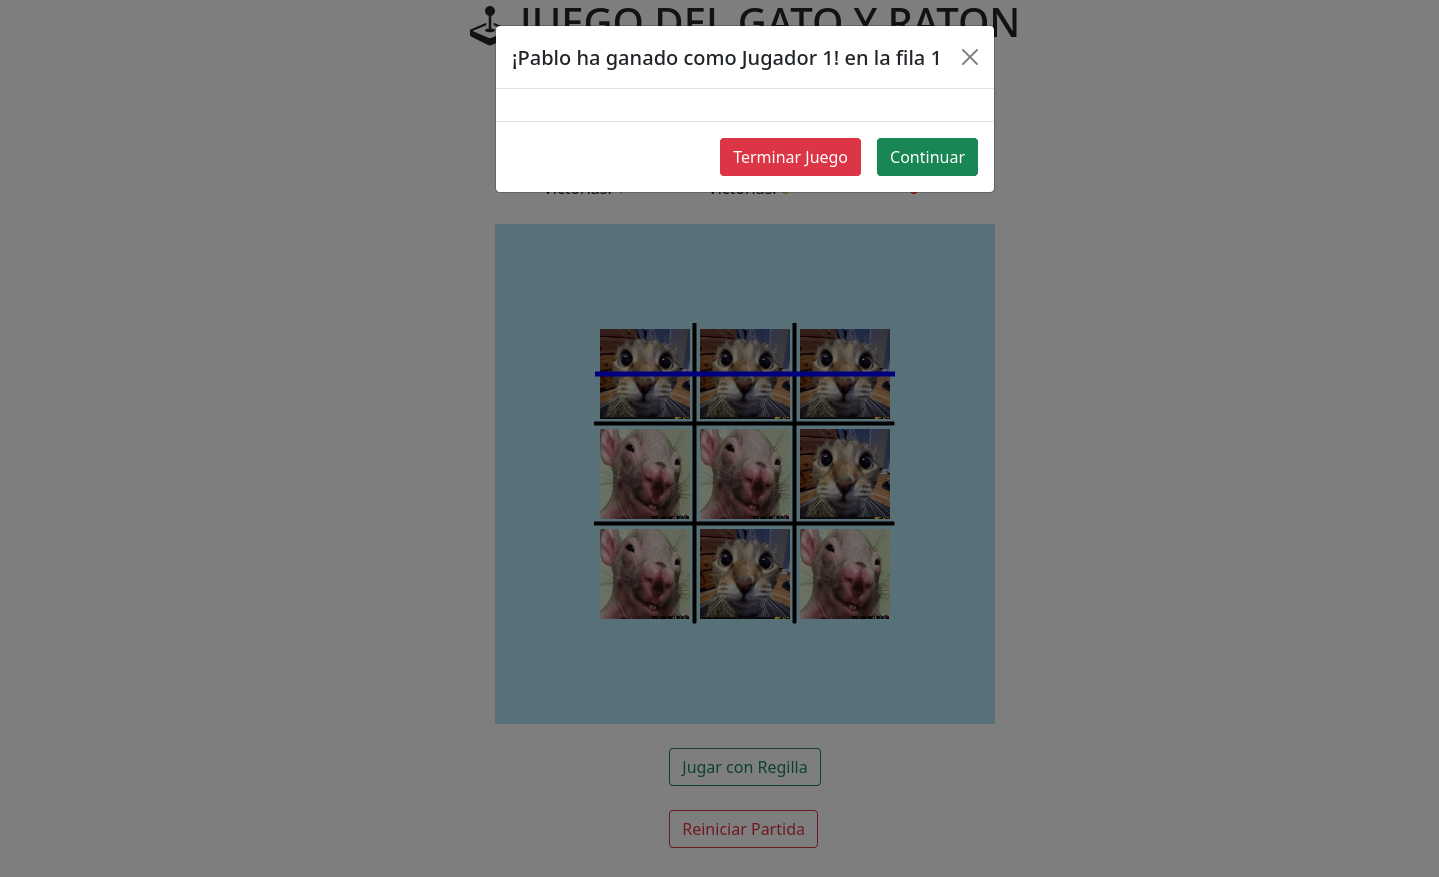 JUEGO DEL GATO Y RATON
¡Pablo ha ganado como Jugador 1! en la fila 1
Terminar Juego
Continuar
Jugar con Regilla
Reiniciar Partida